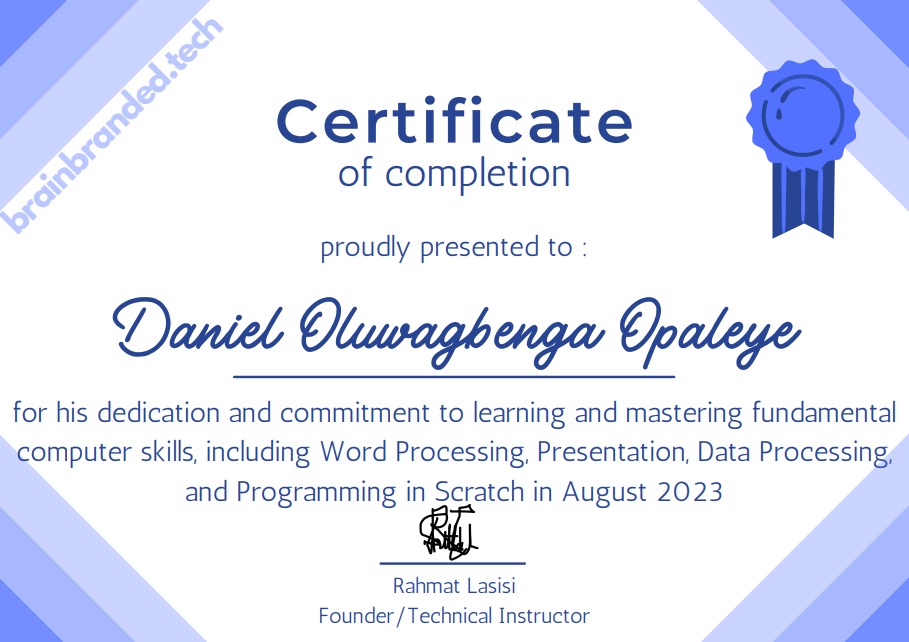 brainbranded.tech
Certificate
of completion
proudly presented to :
Daniel Oluwagbenga Opaleye
for his dedication and commitment to learning and mastering fundamental
computer skills, including Word Processing, Presentation, Data Processing,
and Programming in Scratch in August 2023
Rahmat Lasisi
Founder/Technical Instructor